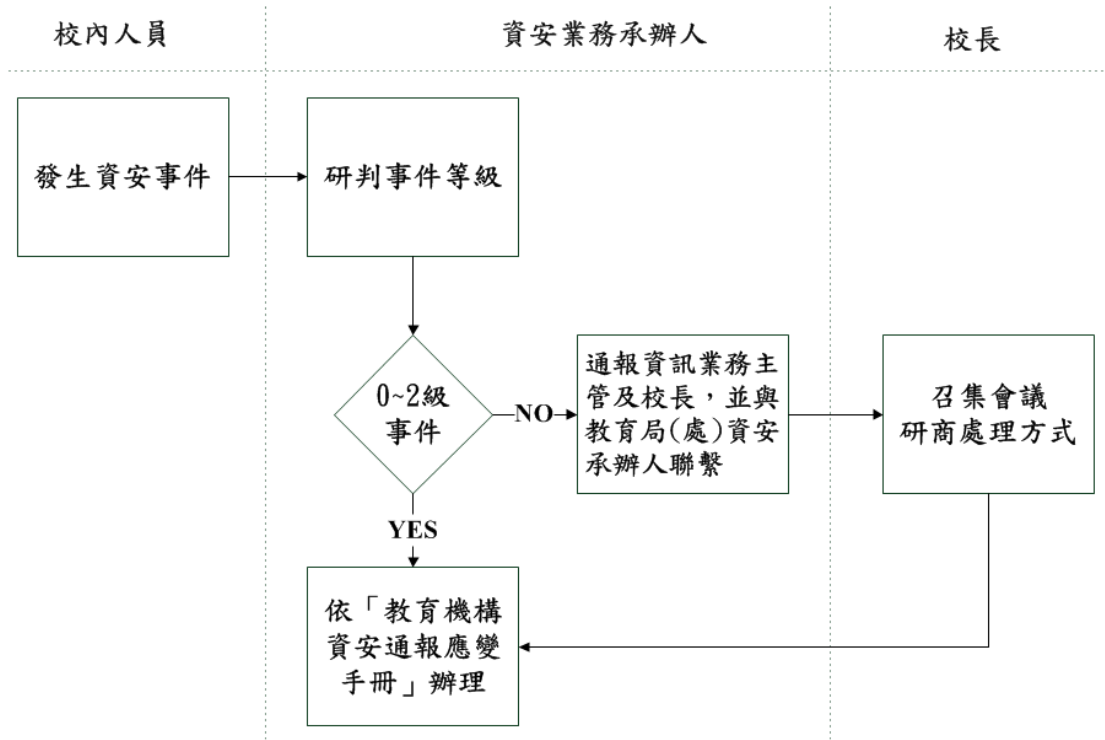 校內人員
資安業務承辦人
校長
發生資安事件
研判事件等級
0~2級
事件
NO
通報資訊業務主
管及校長，並與
教育局(處)資安
承辦人聯繫
召集會議
研商處理方式
YES
依「教育機構
資安通報應變
手冊」辦理